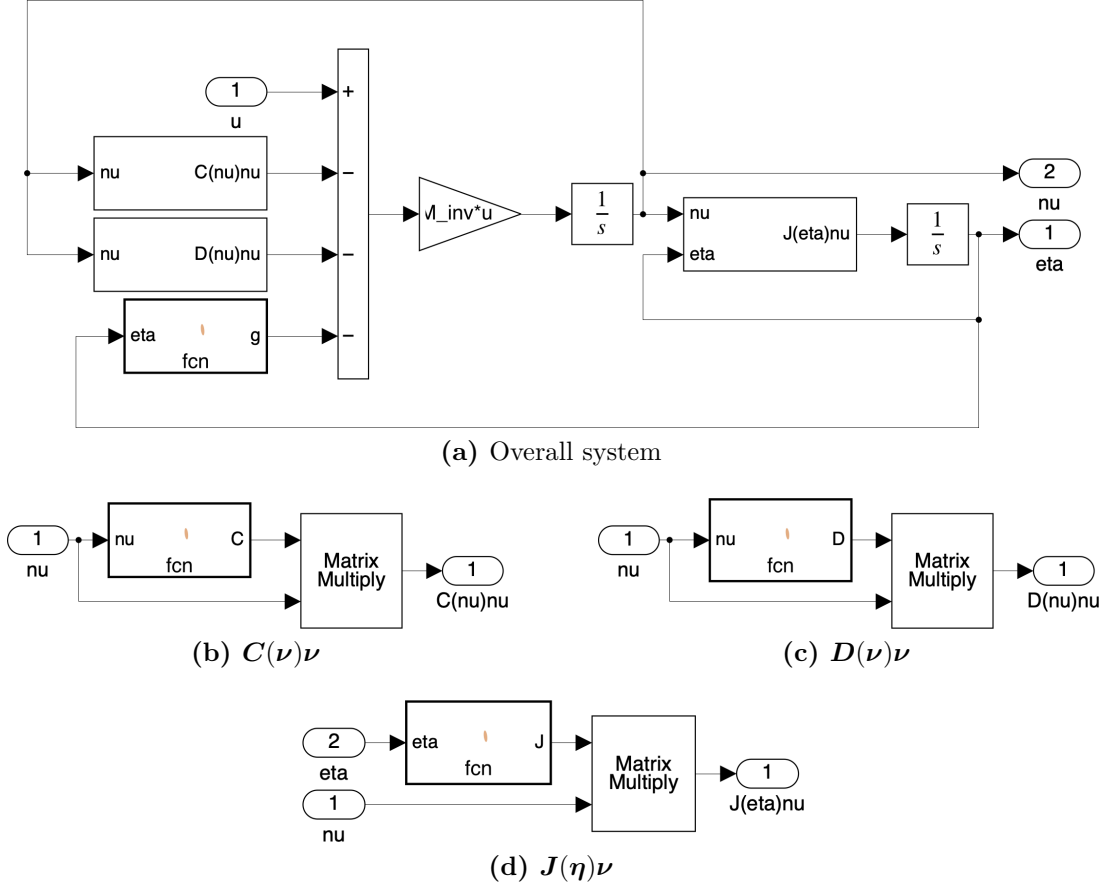 1
u
+
nu C(nu)nu
−
nu D(nu)nu
−
eta g
fcn
−
M_inv*u
1
s
nu
eta
J(eta)nu
1
s
2
nu
1
eta
(a) Overall system
1
nu
nu C
fcn
Matrix
Multiply
1
C(nu)nu
(b) C(ν)ν
1
nu
nu D
fcn
Matrix
Multiply
1
D(nu)nu
(c) D(ν)ν
2
eta
eta J
fcn
1
nu
Matrix
Multiply
1
J(eta)nu
(d) J(η)ν